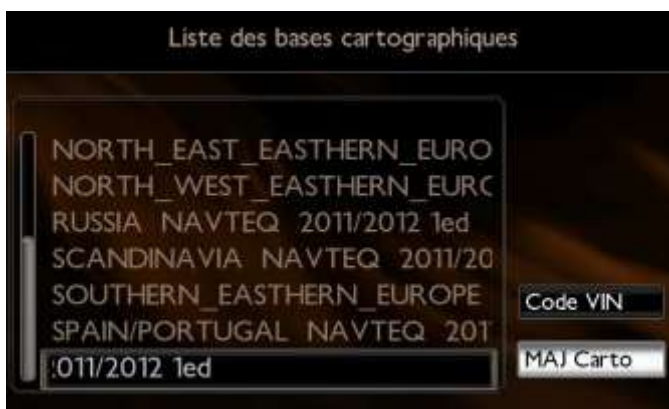 Liste des bases cartographiques
NORTH_EAST_EASTHERN_EURO
NORTH_WEST_EASTHERN_EURC
RUSSIA NAVTEQ 2011/2012 1ed
SCANDINAVIA NAVTEQ 2011/20
SOUTHERN_EASTHERN_EUROPE
SPAIN/PORTUGAL NAVTEQ 201
:011/2012 1ed
Code VIN
MAJ Carto